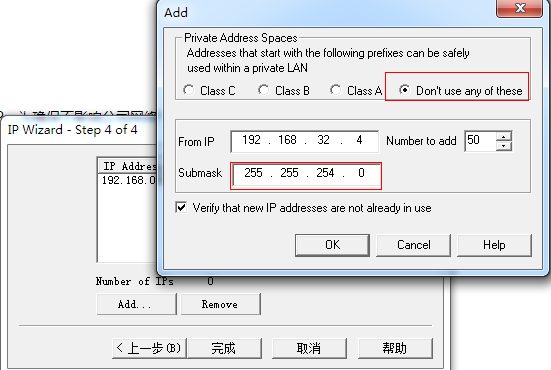 Add
Private Address Spaces
Addresses that start with the following prefixes can be safely
used within a private LAN
Class C
Class B
Class A
Don't use any of these
From IP
192 . 168 . 32 . 4
Number to add
50
Submask
255 . 255 . 254 . 0
Verify that new IP addresses are not already in use
OK
Cancel
Help
IP Wizard - Step 4 of 4
IP Addres
192.168.0
Number of IPs
0
Add...
Remove
< 上一步(B)
完成
取消
帮助